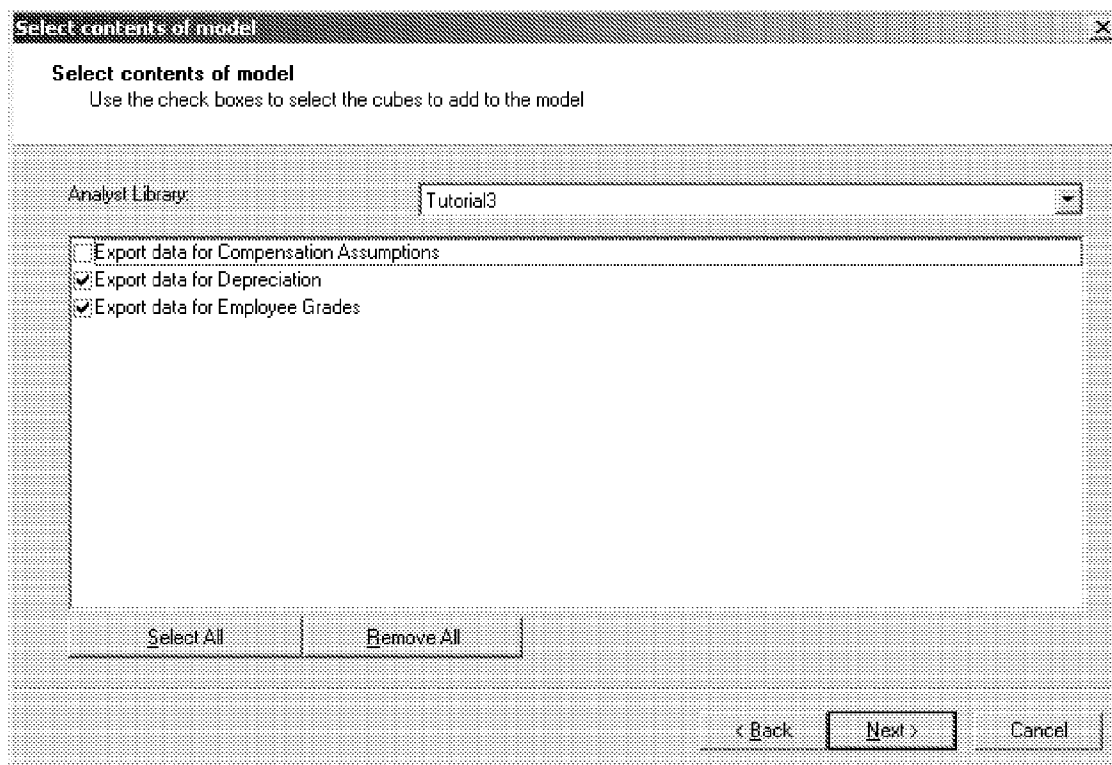 Select contents of model
Select contents of model
Use the check boxes to select the cubes to add to the model
Analyst Library: Tutorial3
Export data for Compensation Assumptions
Export data for Depreciation
Export data for Employee Grades
Select All Remove All
< Back Next > Cancel